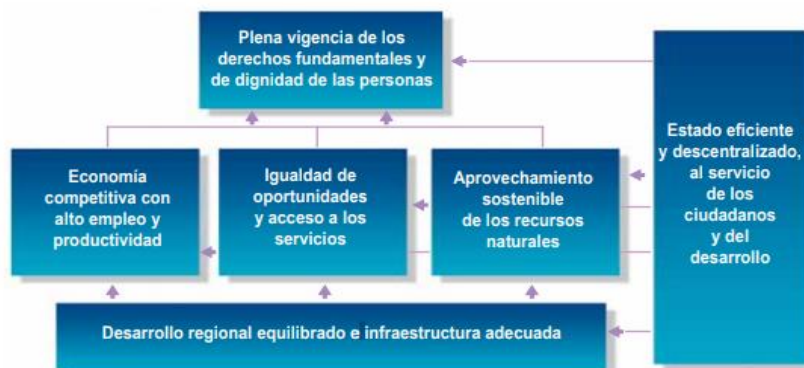 Plena vigencia de los
derechos fundamentales y
de dignidad de las personas
Economía
competitiva con
alto empleo y
productividad
Igualdad de
oportunidades
y acceso a los
servicios
Aprovechamiento
sostenible
de los recursos
naturales
Estado eficiente
y descentralizado,
al servicio
de los
ciudadanos
y del
desarrollo
Desarrollo regional equilibrado e infraestructura adecuada